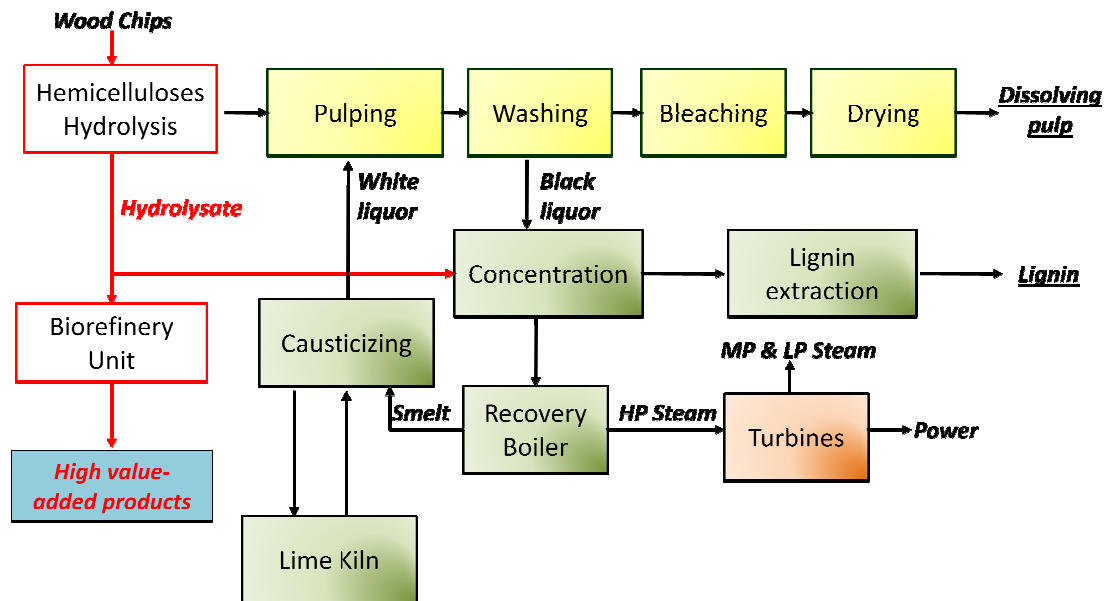 Wood Chips
Hemicelluloses
Hydrolysis
Pulping
Washing
Bleaching
Drying
Dissolving
pulp
Hydrolysate
White
liquor
Black
liquor
Concentration
Lignin
extraction
Lignin
Biorefinery
Unit
Causticizing
MP & LP Steam
Smelt
Recovery
Boiler
HP Steam
Turbines
Power
High value-
added products
Lime Kiln